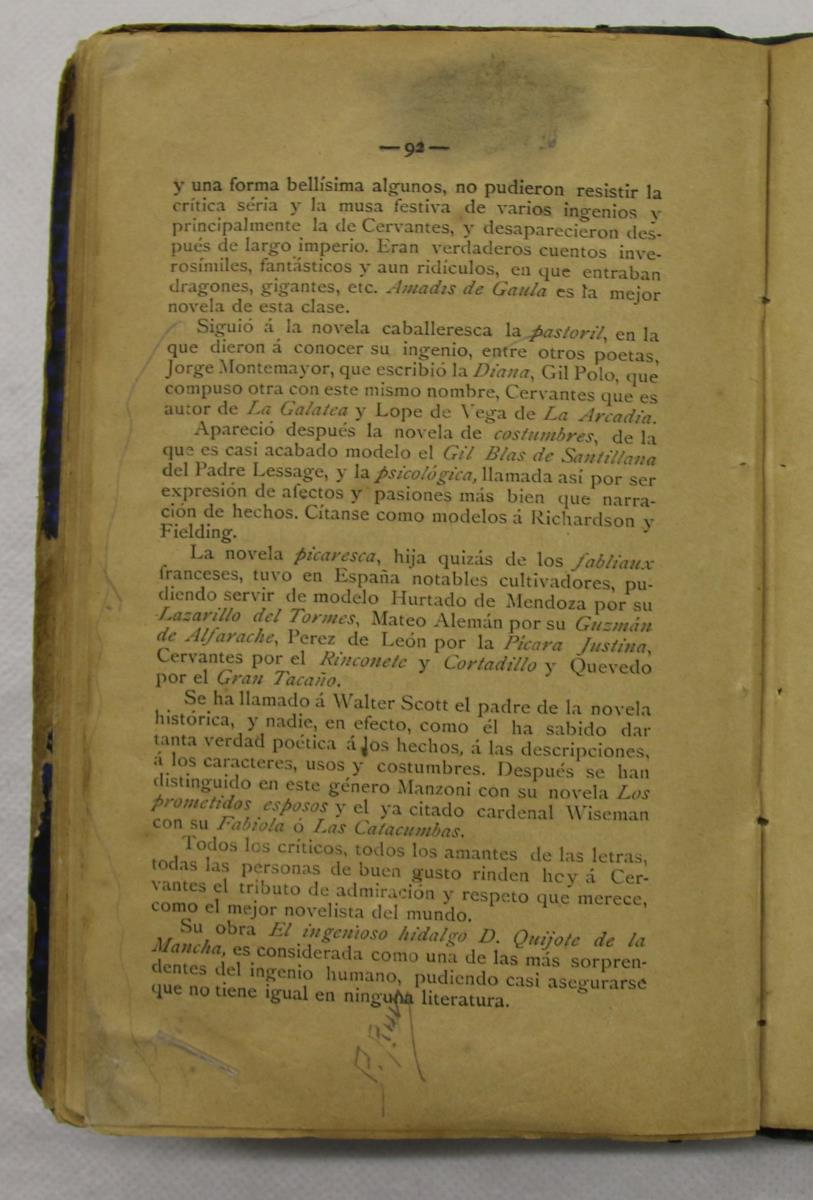 —92—
y una forma bellísima algunos, no pudieron resistir la
crítica séria y la musa festiva de varios ingenios y
principalmente la de Cervantes, y desaparecieron des-
pués de largo imperio. Eran verdaderos cuentos inve-
rosímiles, fantásticos y aun ridículos, en que entraban
dragones, gigantes, etc. Amadis de Gaula es la mejor
novela de esta clase.
Siguió á la novela caballeresca la pastoril, en la
que dieron á conocer su ingenio, entre otros poetas,
Jorge Montemayor, que escribió la Diana, Gil Polo, que
compuso otra con este mismo nombre, Cervantes que es
autor de La Galatea y Lope de Vega de La Arcadia.
Apareció después la novela de costumbres, de la
que es casi acabado modelo el Gil Blas de Santillana
del Padre Lessage, y la psicológica, llamada así por ser
expresión de afectos y pasiones más bien que narra-
ción de hechos. Cítanse como modelos á Richardson y
Fielding.
La novela picaresca, hija quizás de los fabliaux
franceses, tuvo en España notables cultivadores, pu-
diendo servir de modelo Hurtado de Mendoza por su
Lazarillo del Tormes, Mateo Alemán por su Guzmán
de Alfarache, Perez de León por la Pícara Justina,
Cervantes por el Rinconete y Cortadillo y Quevedo
por el Gran Tacaño.
Se ha llamado á Walter Scott el padre de la novela
histórica, y nadie, en efecto, como él ha sabido dar
tanta verdad poética á los hechos, á las descripciones,
á los caracteres, usos y costumbres. Después se han
distinguido en este género Manzoni con su novela Los
prometidos esposos y el ya citado cardenal Wiseman
con su Fabiola ó Las Catacumbas.
Todos los críticos, todos los amantes de las letras,
todas las personas de buen gusto rinden hoy á Cer-
vantes el tributo de admiración y respeto que merece,
como el mejor novelista del mundo.
Su obra El ingenioso hidalgo D. Quijote de la
Mancha, es considerada como una de las más sorpren-
dentes del ingenio humano, pudiendo casi asegurarse
que no tiene igual en ninguna literatura.